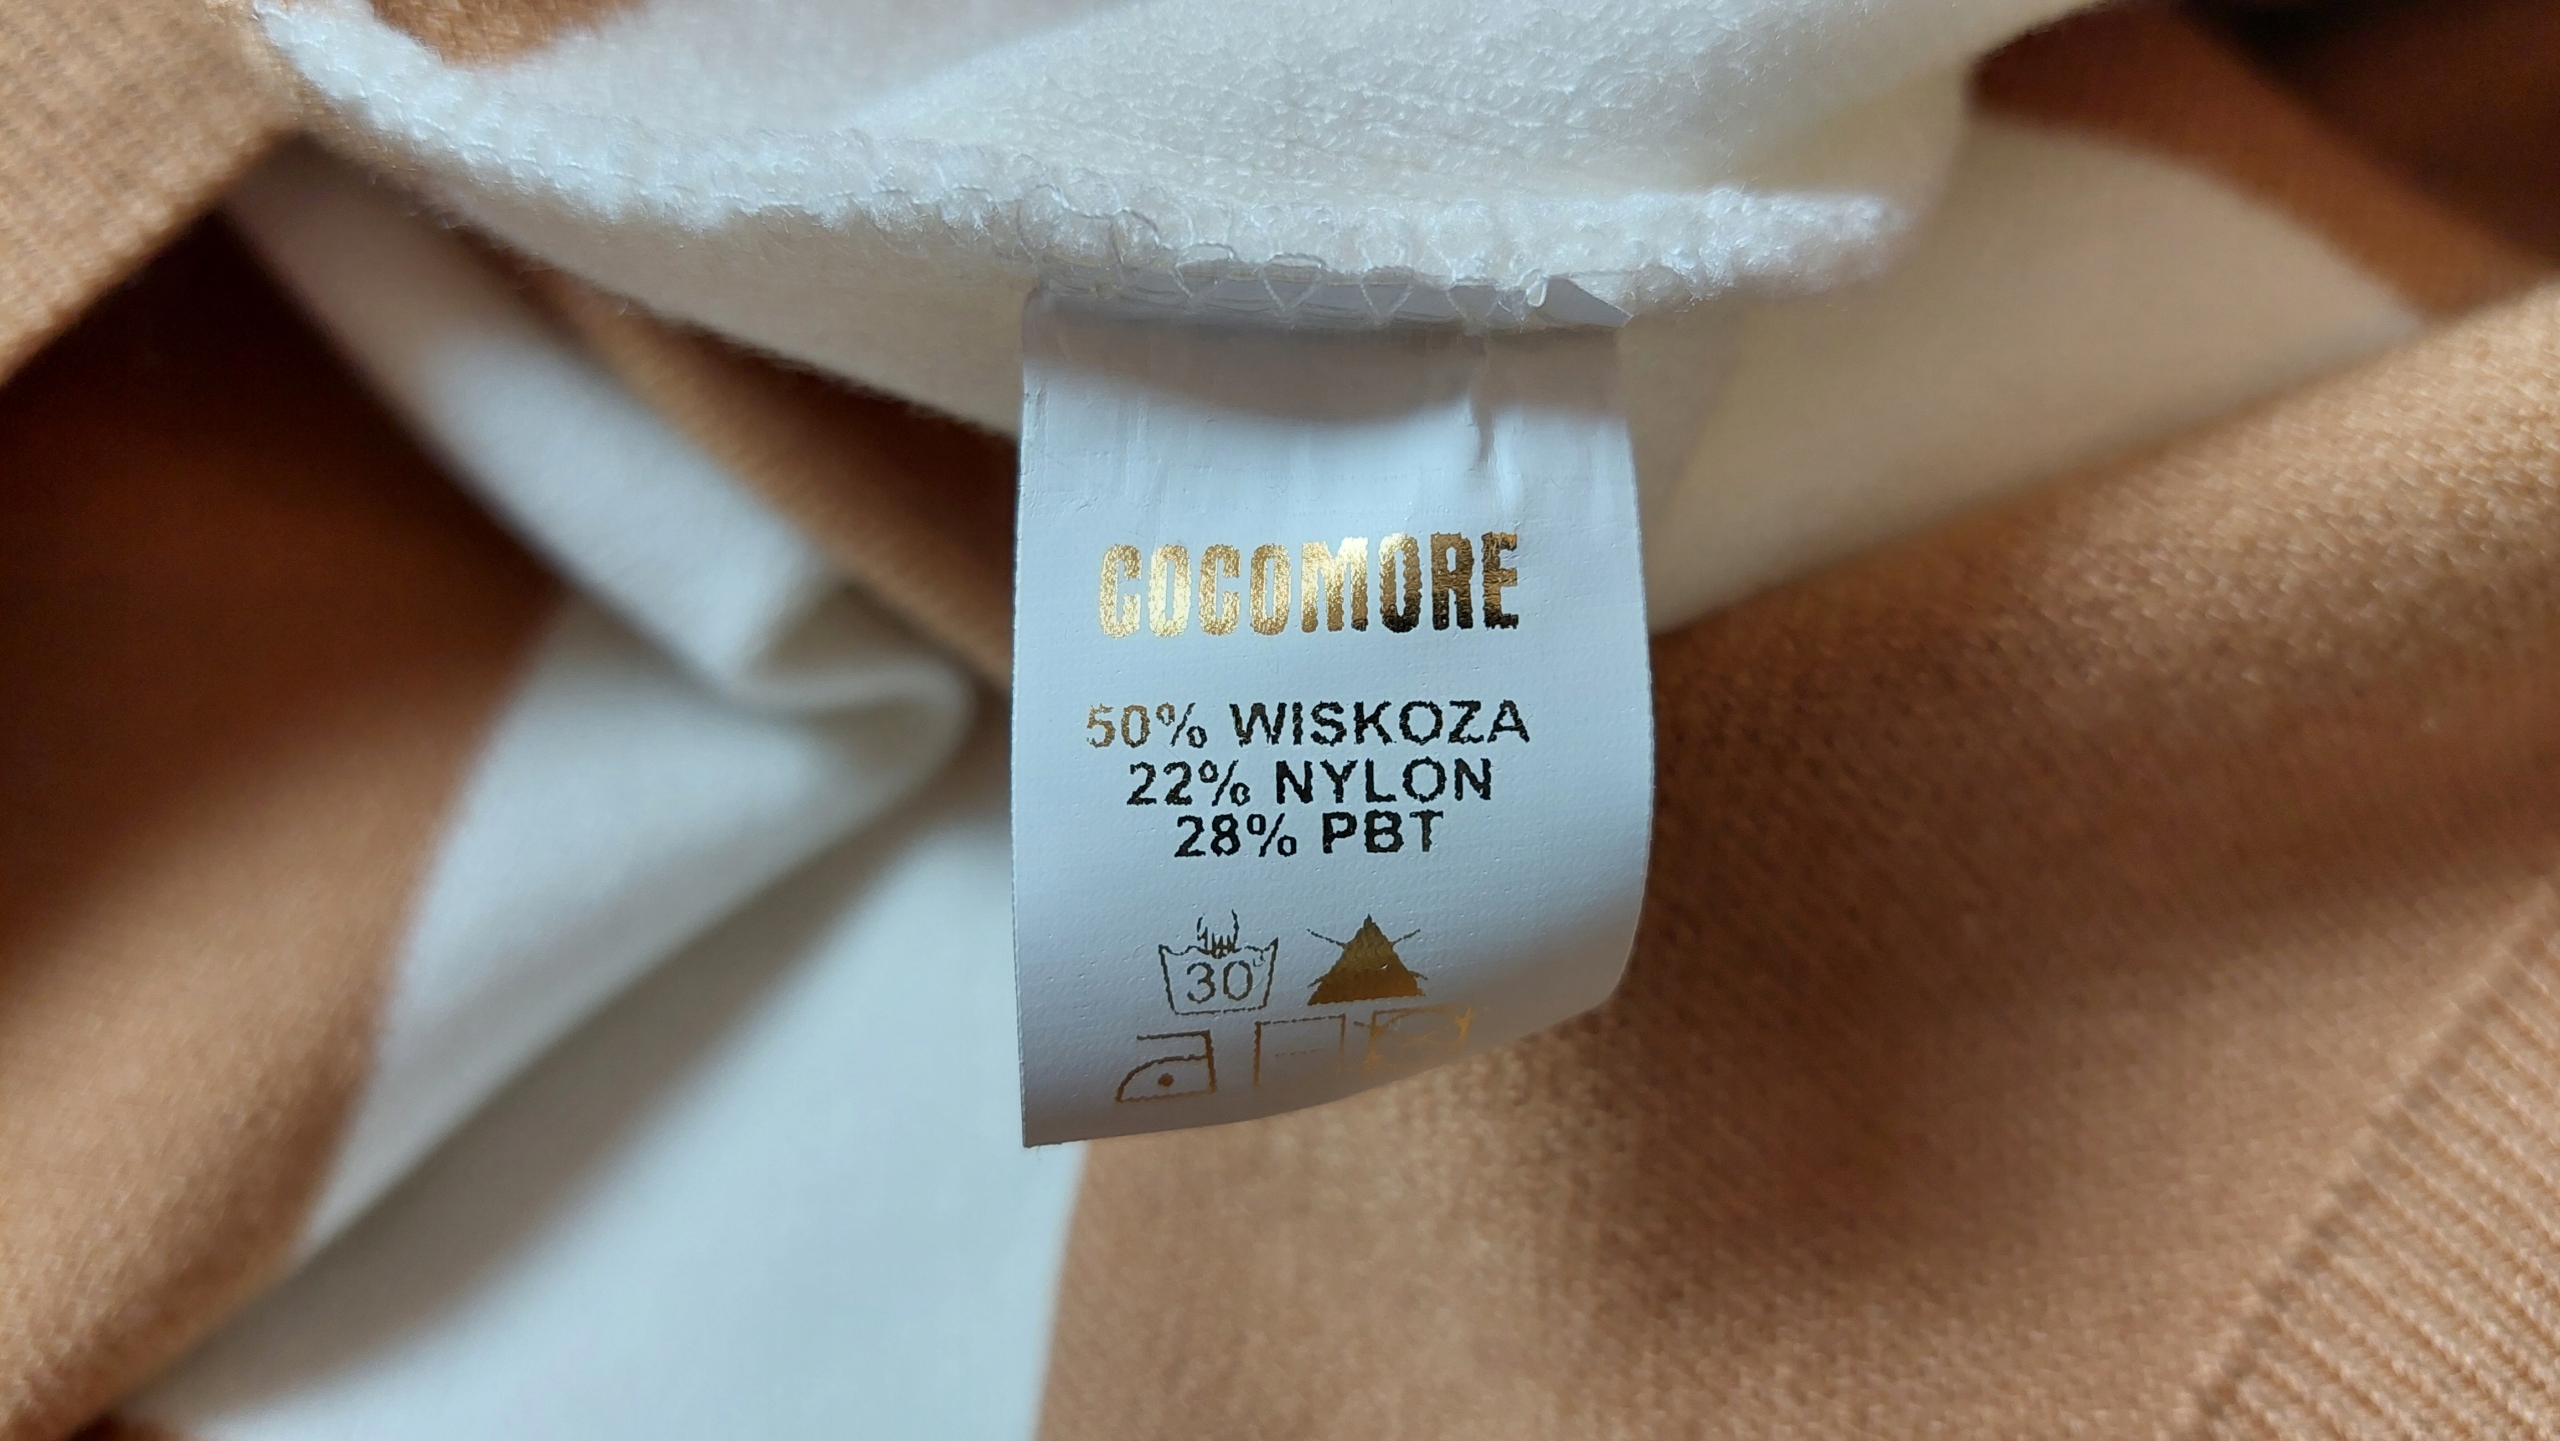 COCOMORE
50% WISKOZA
22% NYLON
28% PBT
30°